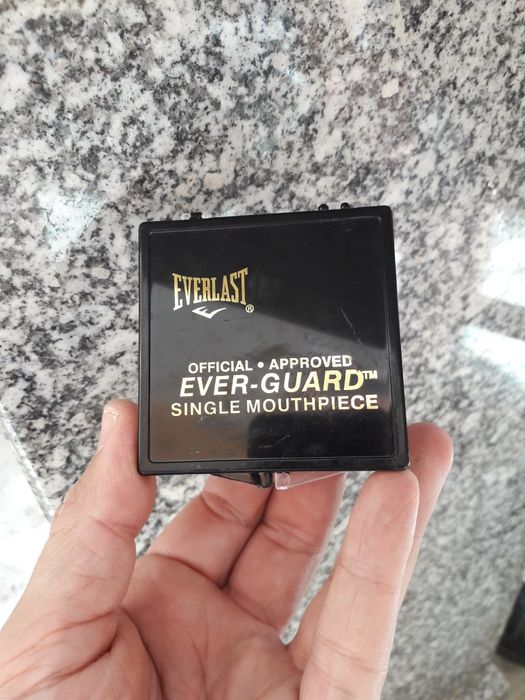 EVERLAST®
OFFICIAL • APPROVED
EVER-GUARD™
SINGLE MOUTHPIECE